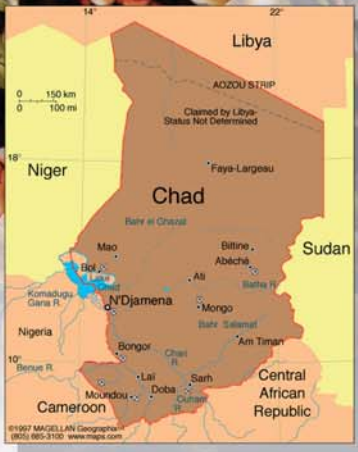 14°
22°
Libya
0 150 km
0 100 mi
AOZOU STRIP
Claimed by Libya-
Status Not Determined
18°
Niger
Faya-Largeau
Chad
Bahr el Ghazal
Mao
Biltine
Sudan
Bol
Abéché
Lake
Chad
Ati
Batha R.
Komadugu
Gana R.
N'Djamena
Mongo
Nigeria
Bahr Salamat
Am Timan
10°
Bongor
Benue R.
Chari
R.
Laï
Sarh
Central
African
Republic
Moundou
Doba
Cameroon
©1997 MAGELLAN Geographix
(805) 685-3100 www.maps.com